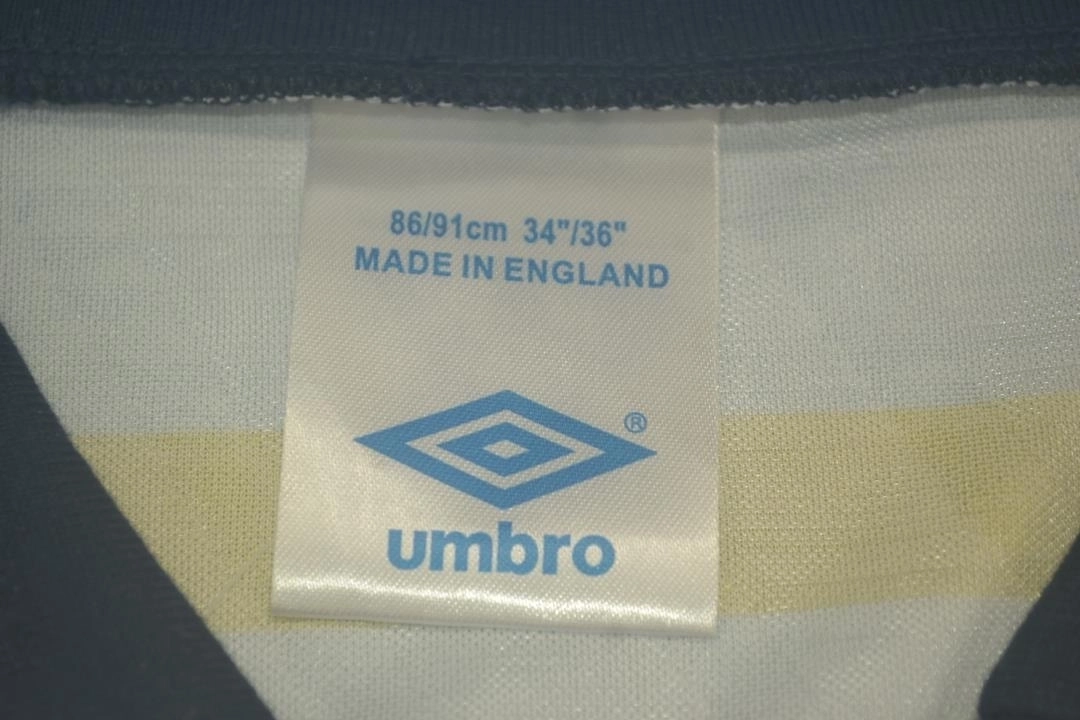 86/91cm 34"/36"
MADE IN ENGLAND
®
umbro